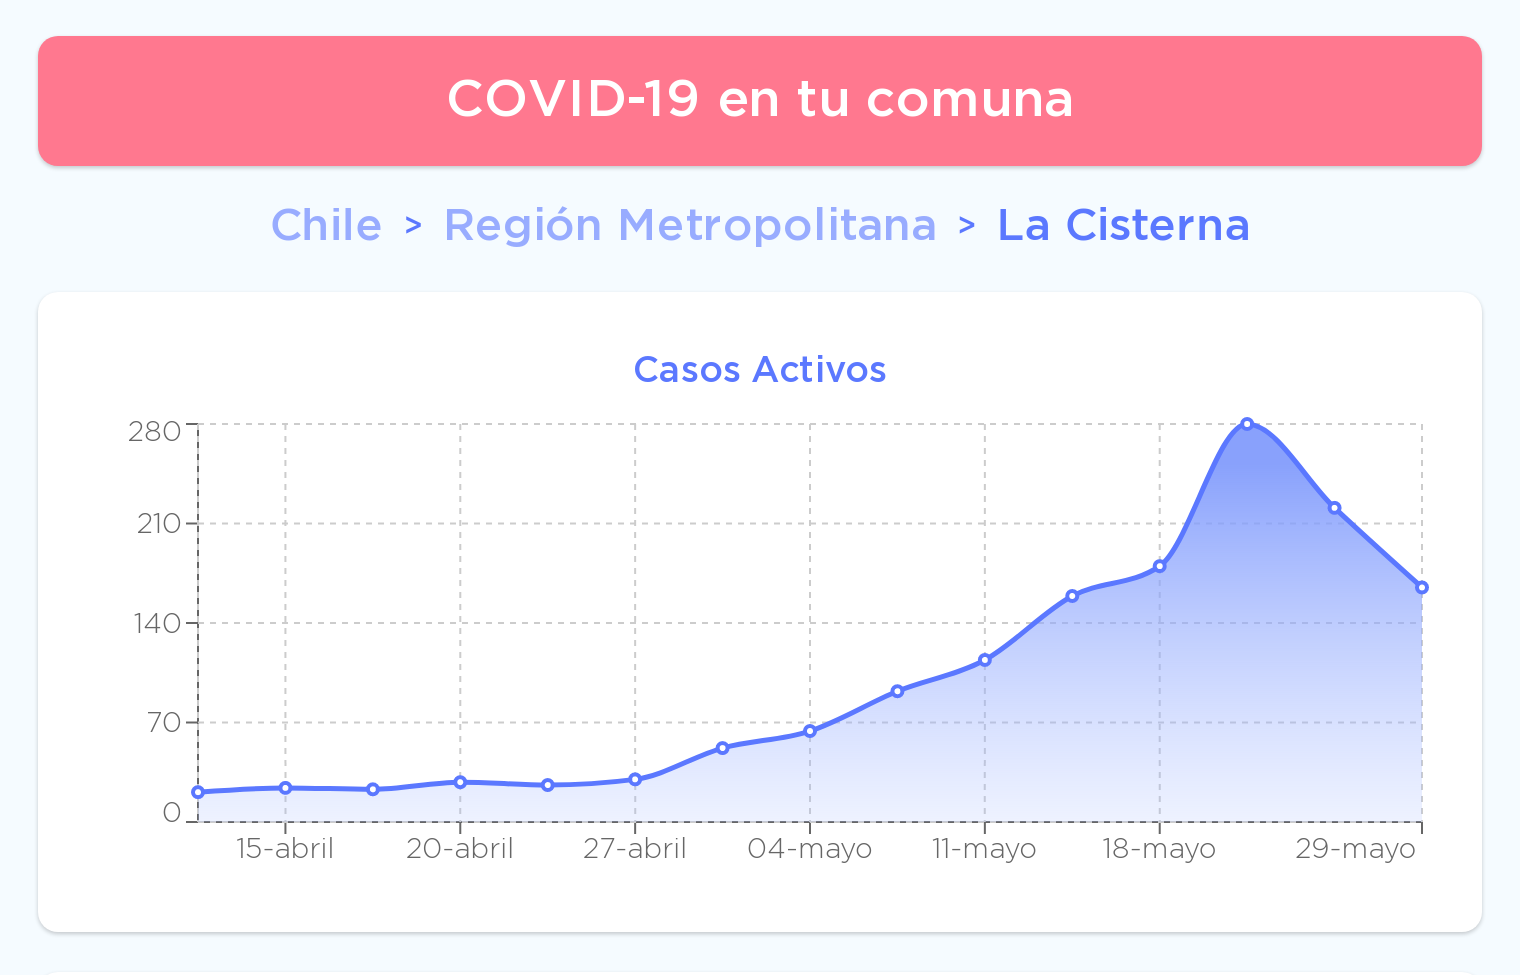 COVID-19 en tu comuna
Chile > Región Metropolitana > La Cisterna
Casos Activos
280
210
140
70
0
15-abril 20-abril 27-abril 04-mayo 11-mayo 18-mayo 29-mayo